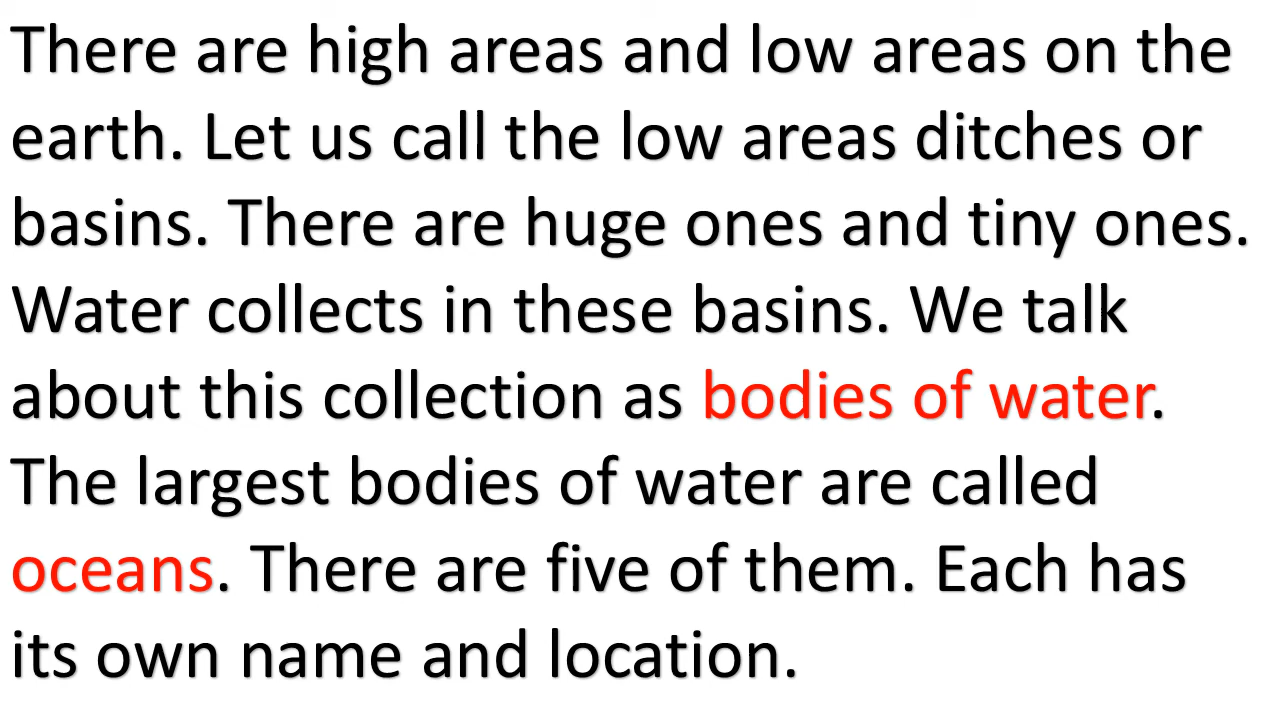 There are high areas and low areas on the
earth. Let us call the low areas ditches or
basins. There are huge ones and tiny ones.
Water collects in these basins. We talk
about this collection as bodies of water.
The largest bodies of water are called
oceans. There are five of them. Each has
its own name and location.